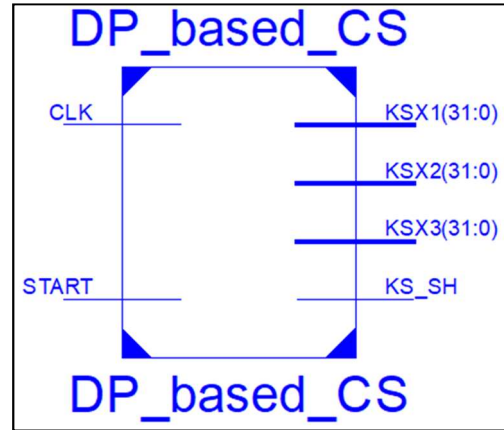 DP_based_CS
CLK KSX1(31:0)
KSX2(31:0)
KSX3(31:0)
START KS_SH
DP_based_CS